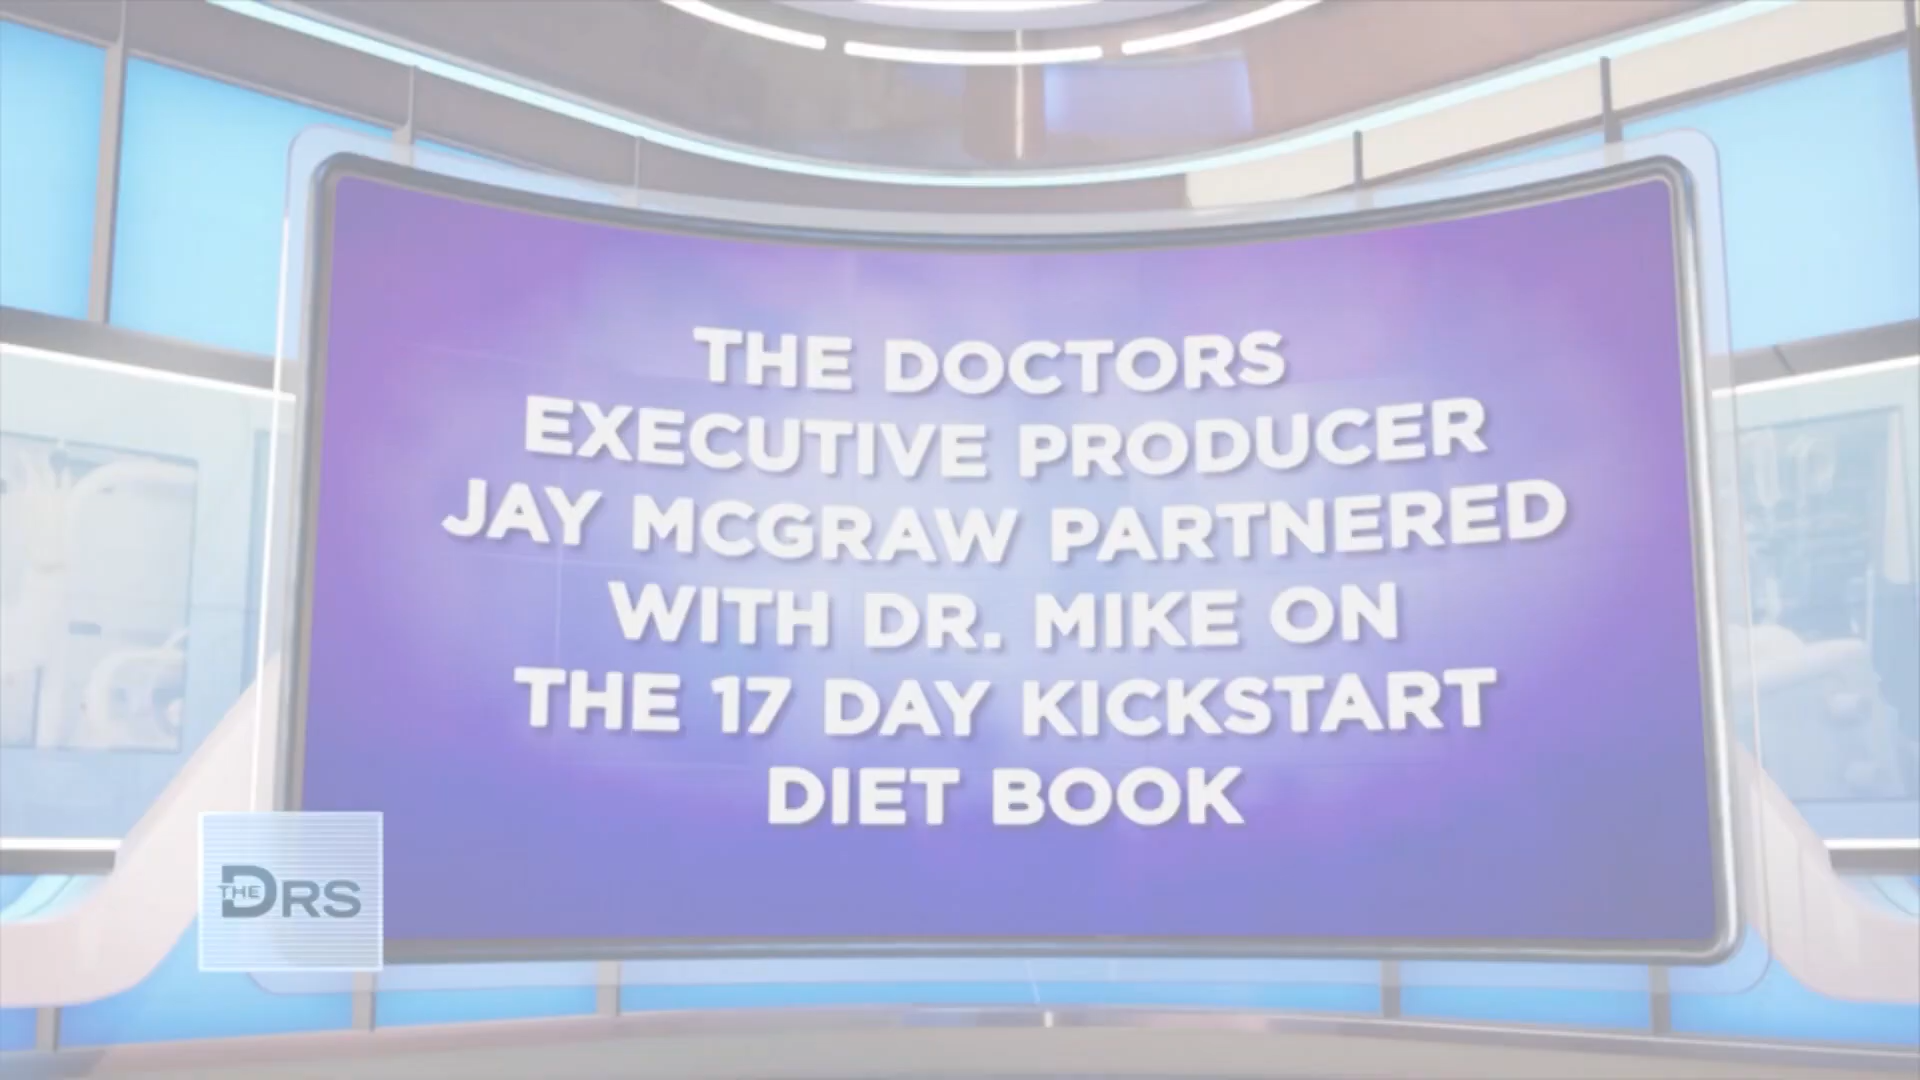 THE DOCTORS
EXECUTIVE PRODUCER
JAY MCGRAW PARTNERED
WITH DR. MIKE ON
THE 17 DAY KICKSTART
DIET BOOK
THE DRS